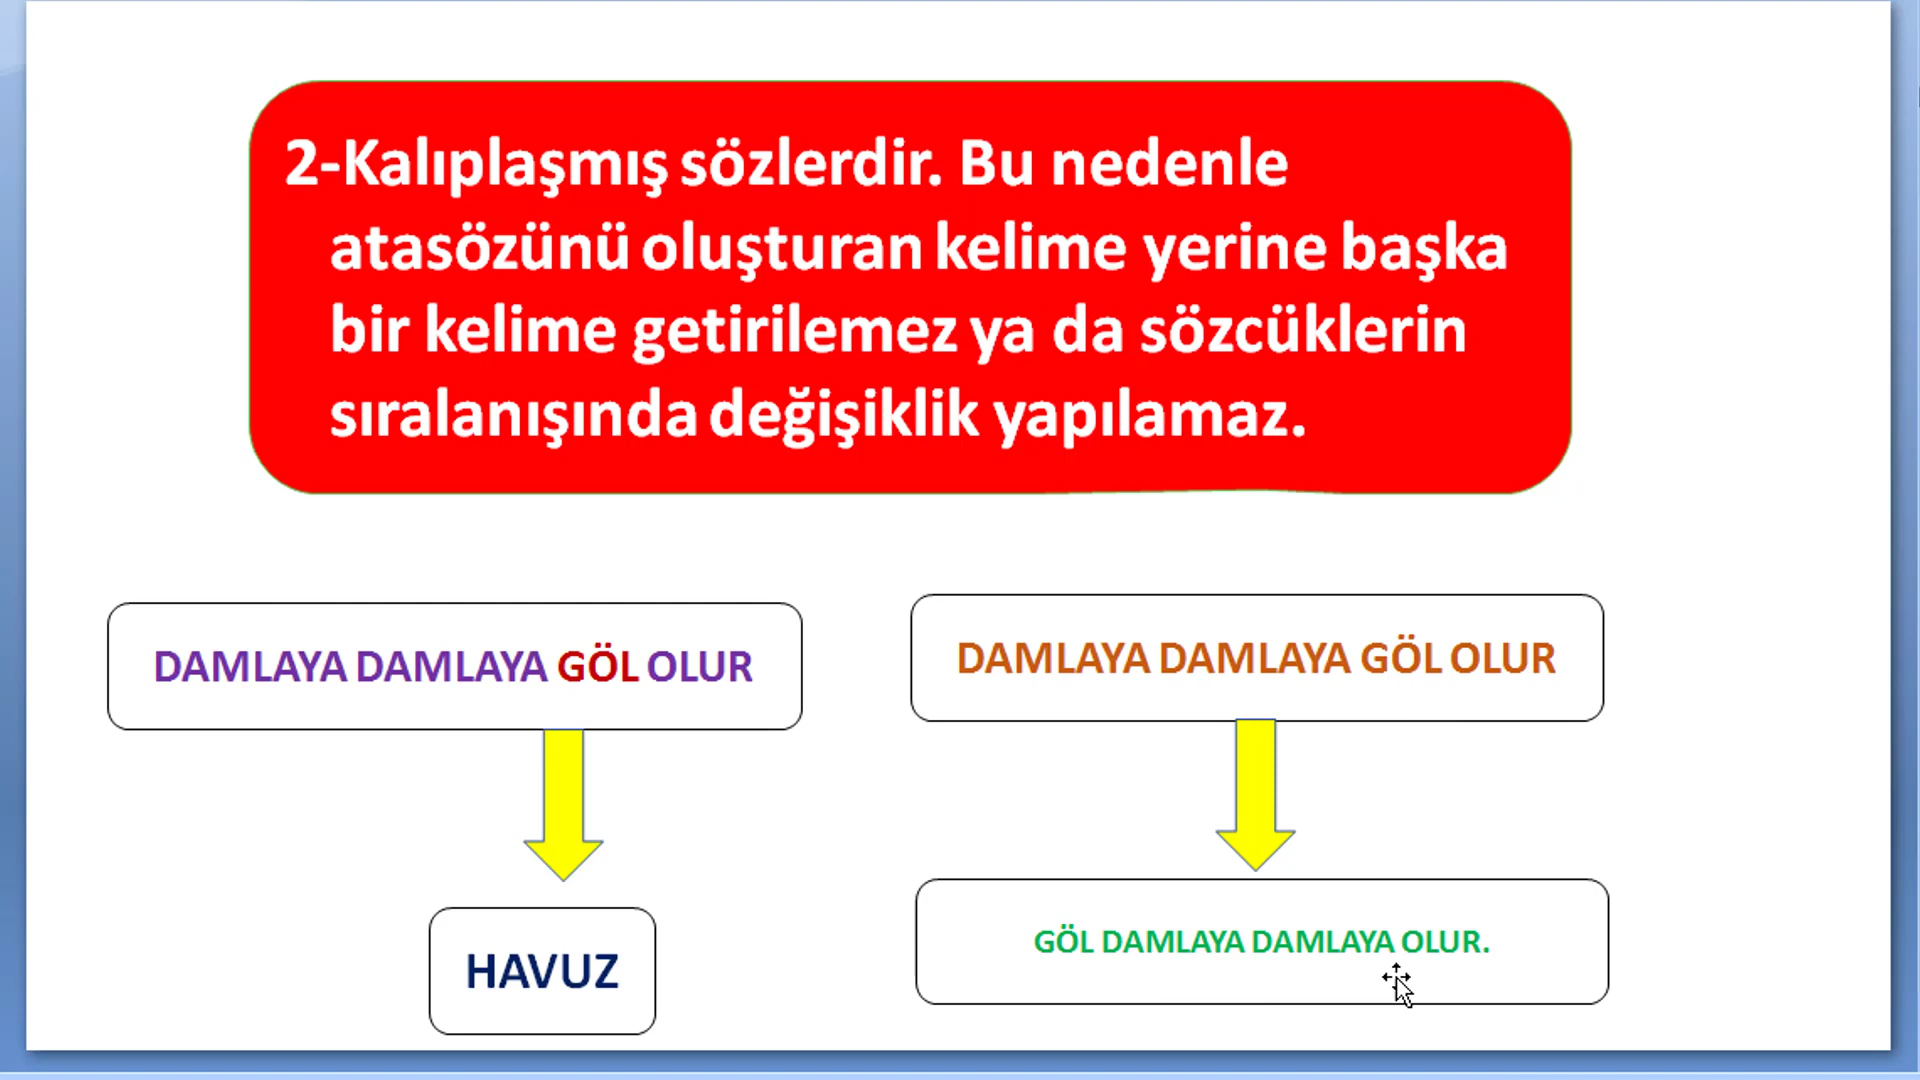 2-Kalıplaşmış sözlerdir. Bu nedenle
atasözünü oluşturan kelime yerine başka
bir kelime getirilemez ya da sözcüklerin
sıralanışında değişiklik yapılamaz.
DAMLAYA DAMLAYA GÖL OLUR
DAMLAYA DAMLAYA GÖL OLUR
HAVUZ
GÖL DAMLAYA DAMLAYA OLUR.